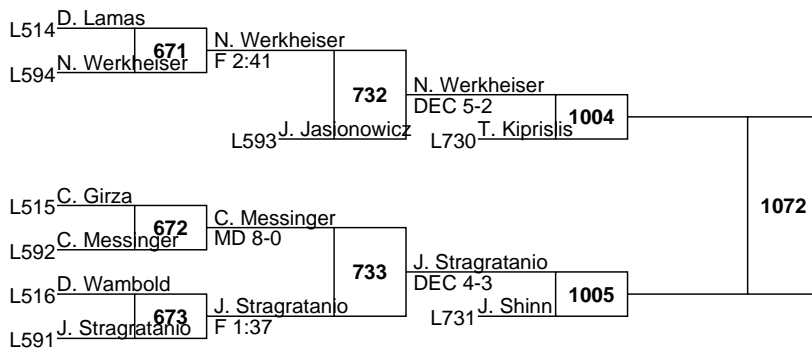 D. Lamas
L514
671
N. Werkheiser
L594
N. Werkheiser
F 2:41
732
N. Werkheiser
DEC 5-2
J. Jasionowicz
L593
T. Kiprislis
L730
1004
C. Girza
L515
672
C. Messinger
L592
C. Messinger
MD 8-0
733
D. Wambold
L516
673
J. Stragratanio
L591
J. Stragratanio
F 1:37
J. Stragratanio
DEC 4-3
J. Shinn
L731
1005
1072